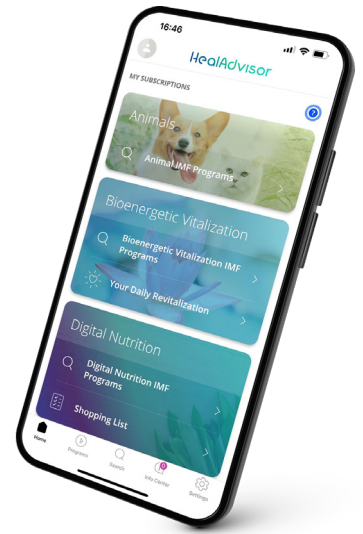 16:46
HealAdvisor
MY SUBSCRIPTIONS
?
Animals
Animal IMF Programs
Bioenergetic Vitalization
Bioenergetic Vitalization IMF
Programs
Your Daily Revitalization
Digital Nutrition
Digital Nutrition IMF
Programs
Shopping List
Home
Programs
Search
Info Center
Settings